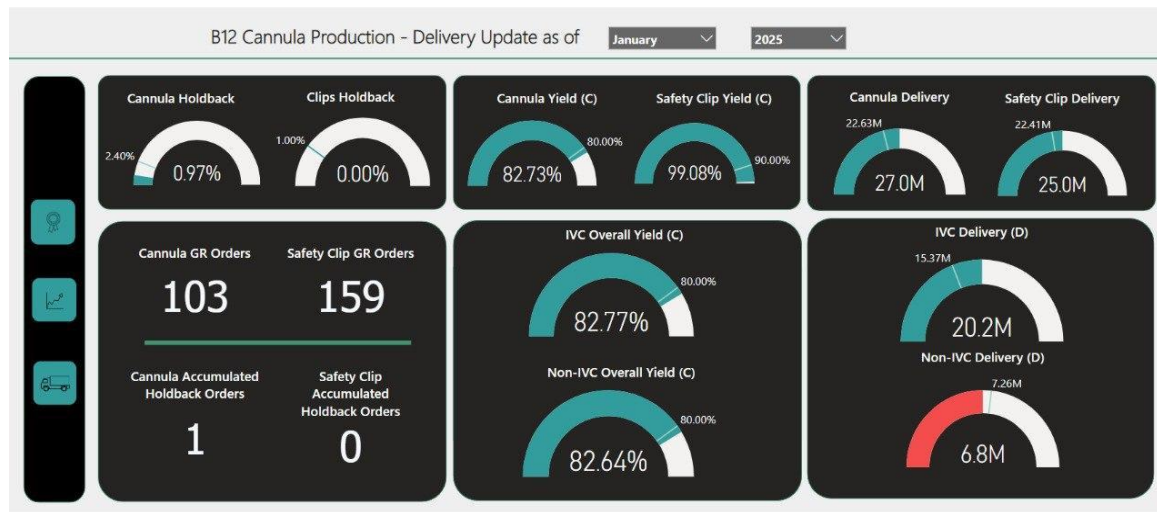 B12 Cannula Production - Delivery Update as of
January
2025
Cannula Holdback
2.40%
0.97%
Clips Holdback
1.00%
0.00%
Cannula Yield (C)
80.00%
82.73%
Safety Clip Yield (C)
90.00%
99.08%
Cannula Delivery
22.63M
27.0M
Safety Clip Delivery
22.41M
25.0M
Cannula GR Orders
103
Safety Clip GR Orders
159
Cannula Accumulated
Holdback Orders
1
Safety Clip
Accumulated
Holdback Orders
0
IVC Overall Yield (C)
80.00%
82.77%
Non-IVC Overall Yield (C)
80.00%
82.64%
IVC Delivery (D)
15.37M
20.2M
Non-IVC Delivery (D)
7.26M
6.8M